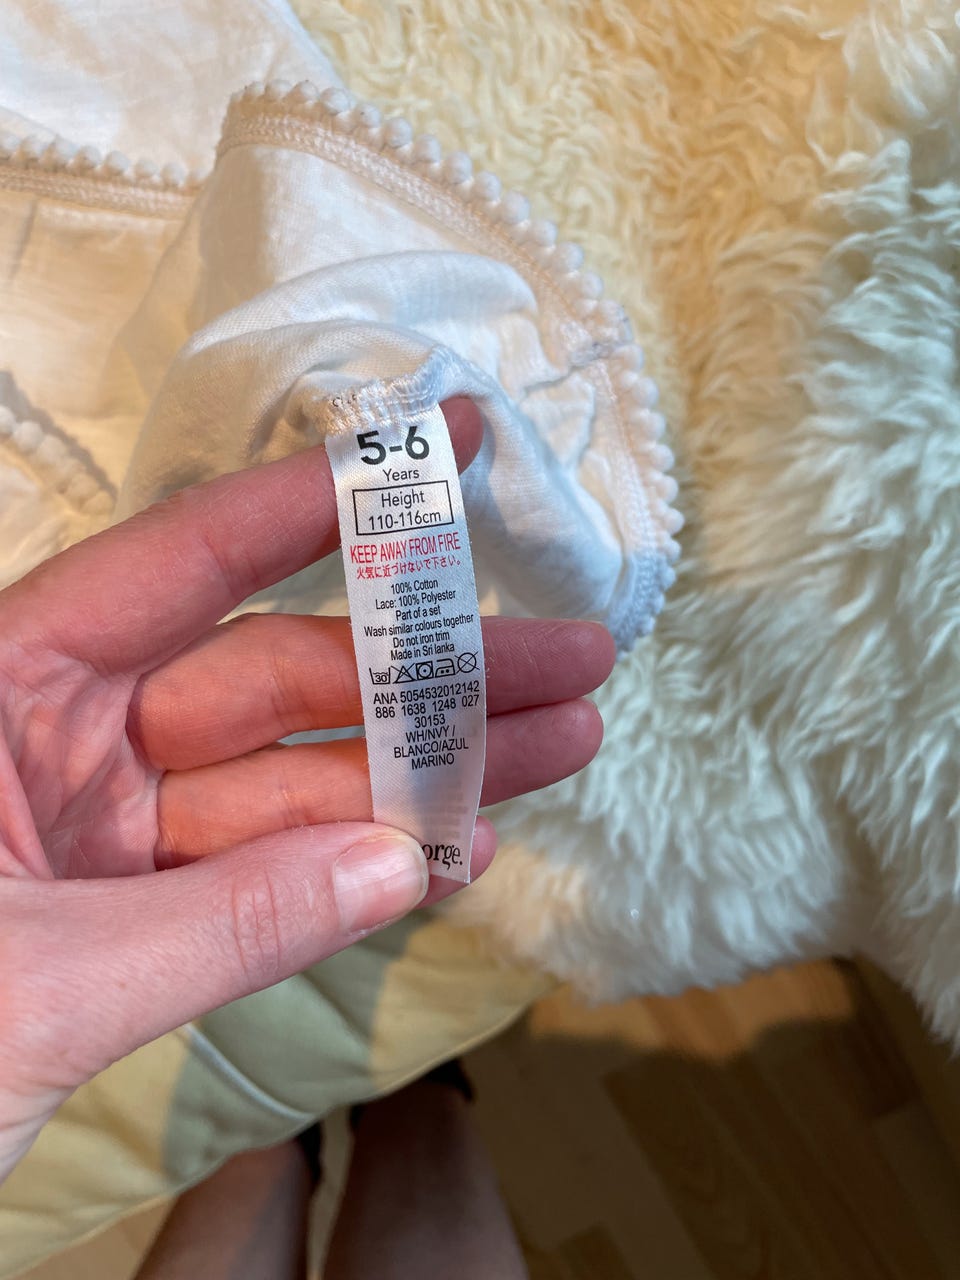 5-6
Years
Height
110-116cm
KEEP AWAY FROM FIRE
火気に近づけないで下さい。
100% Cotton
Lace: 100% Polyester
Part of a set
Wash similar colours together
Do not iron trim
Made in Sri lanka
30°
ANA 5054532012142
886 1638 1248 027
30153
WH/NVY /
BLANCO/AZUL
MARINO
orge.